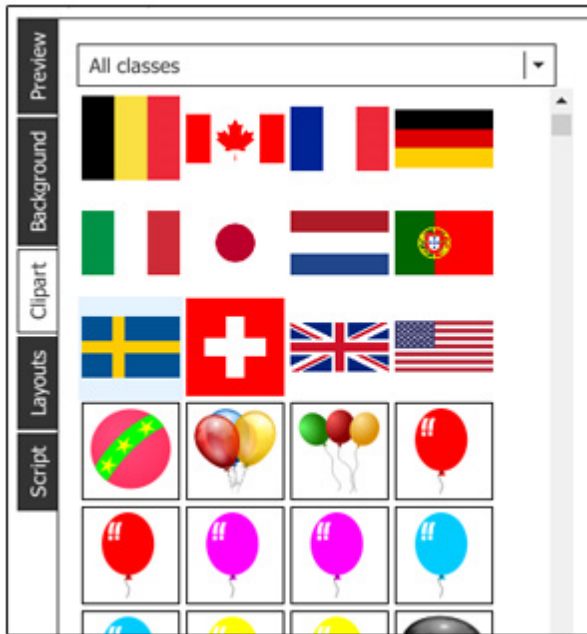 All classes
Preview
Background
Clipart
Layouts
Script